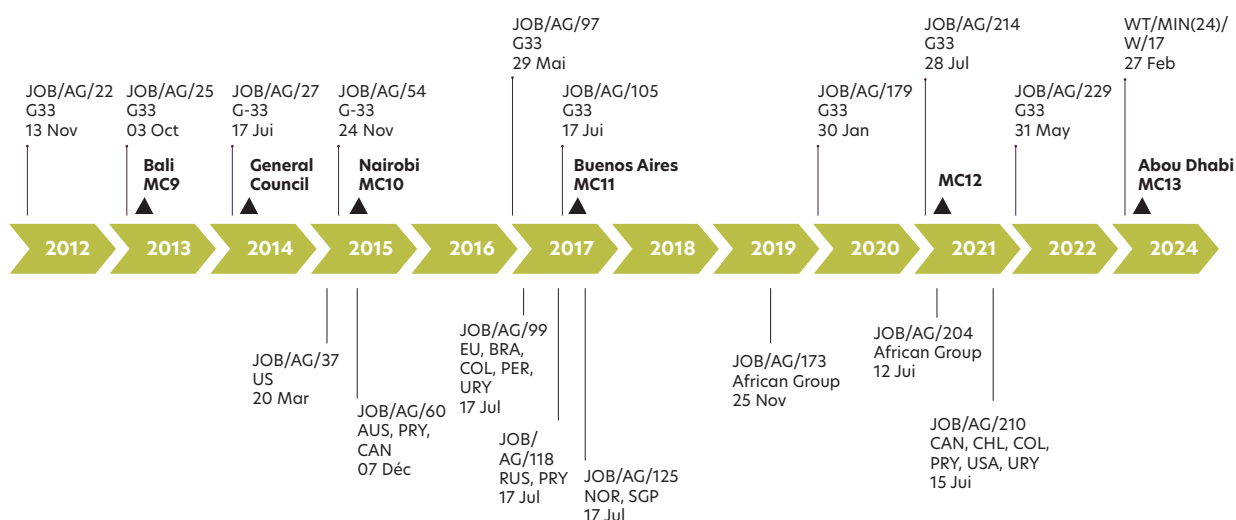 JOB/AG/97
G33
29 Mai
JOB/AG/214
G33
28 Jul
WT/MIN(24)/
W/17
27 Feb
JOB/AG/22
G33
13 Nov
JOB/AG/25
G33
03 Oct
JOB/AG/27
G-33
17 Jui
JOB/AG/54
G-33
24 Nov
JOB/AG/105
G33
17 Jui
JOB/AG/179
G33
30 Jan
JOB/AG/229
G33
31 May
Bali
MC9
General
Council
Nairobi
MC10
Buenos Aires
MC11
MC12
Abou Dhabi
MC13
2012
2013
2014
2015
2016
2017
2018
2019
2020
2021
2022
2024
JOB/AG/37
US
20 Mar
JOB/AG/60
AUS, PRY,
CAN
07 Déc
JOB/AG/99
EU, BRA,
COL, PER,
URY
17 Jul
JOB/
AG/118
RUS, PRY
17 Jul
JOB/AG/125
NOR, SGP
17 Jul
JOB/AG/173
African Group
25 Nov
JOB/AG/204
African Group
12 Jui
JOB/AG/210
CAN, CHL, COL,
PRY, USA, URY
15 Jui